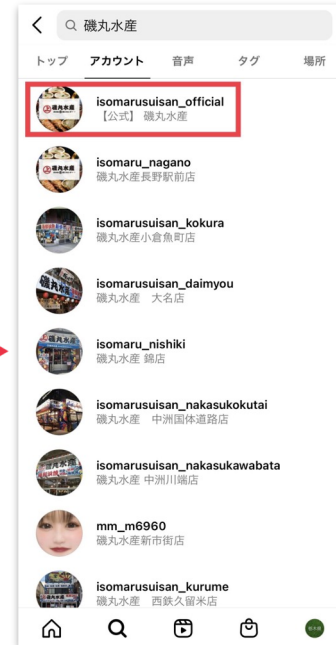 磯丸水産
トップ アカウント 音声 タグ 場所
isomarusuisan_official
【公式】 磯丸水産
isomaru_nagano
磯丸水産長野駅前店
isomarusuisan_kokura
磯丸水産小倉魚町店
isomarusuisan_daimyou
磯丸水産 大名店
isomaru_nishiki
磯丸水産 錦店
isomarusuisan_nakasukokutai
磯丸水産 中洲国体道路店
isomarusuisan_nakasukawabata
磯丸水産 中洲川端店
mm_m6960
磯丸水産新市街店
isomarusuisan_kurume
磯丸水産 西鉄久留米店